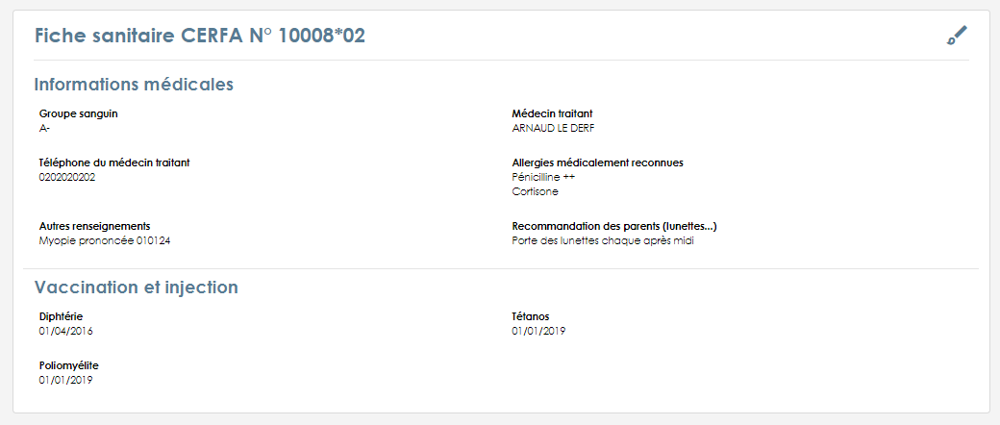 Fiche sanitaire CERFA N° 10008*02
Informations médicales
Groupe sanguin
A-
Médecin traitant
ARNAUD LE DERF
Téléphone du médecin traitant
0202020202
Allergies médicalement reconnues
Pénicilline ++
Cortisone
Autres renseignements
Myopie prononcée 010124
Recommandation des parents (lunettes...)
Porte des lunettes chaque après midi
Vaccination et injection
Diphtérie
01/04/2016
Tétanos
01/01/2019
Poliomyélite
01/01/2019